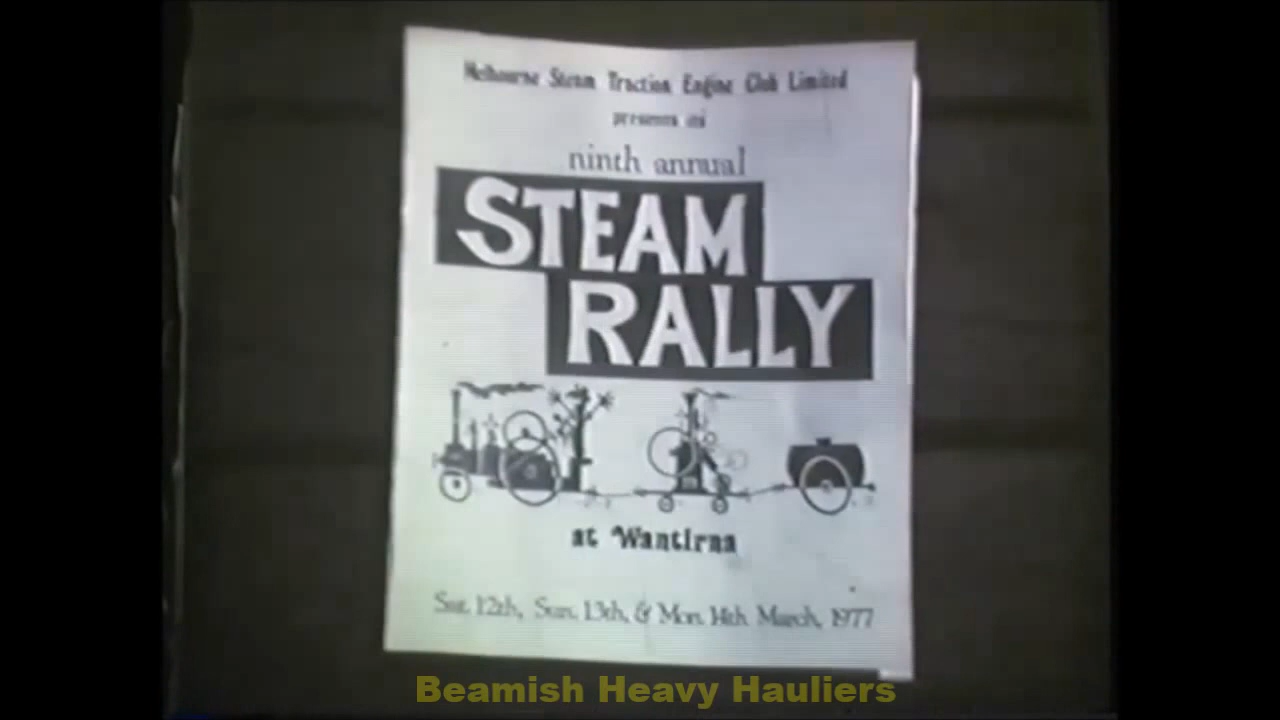 Melbourne Steam Traction Engine Club Limited
presents its
ninth annual
STEAM
RALLY
at Wantirna
Sat. 12th, Sun. 13th, & Mon. 14th March, 1977
Beamish Heavy Hauliers